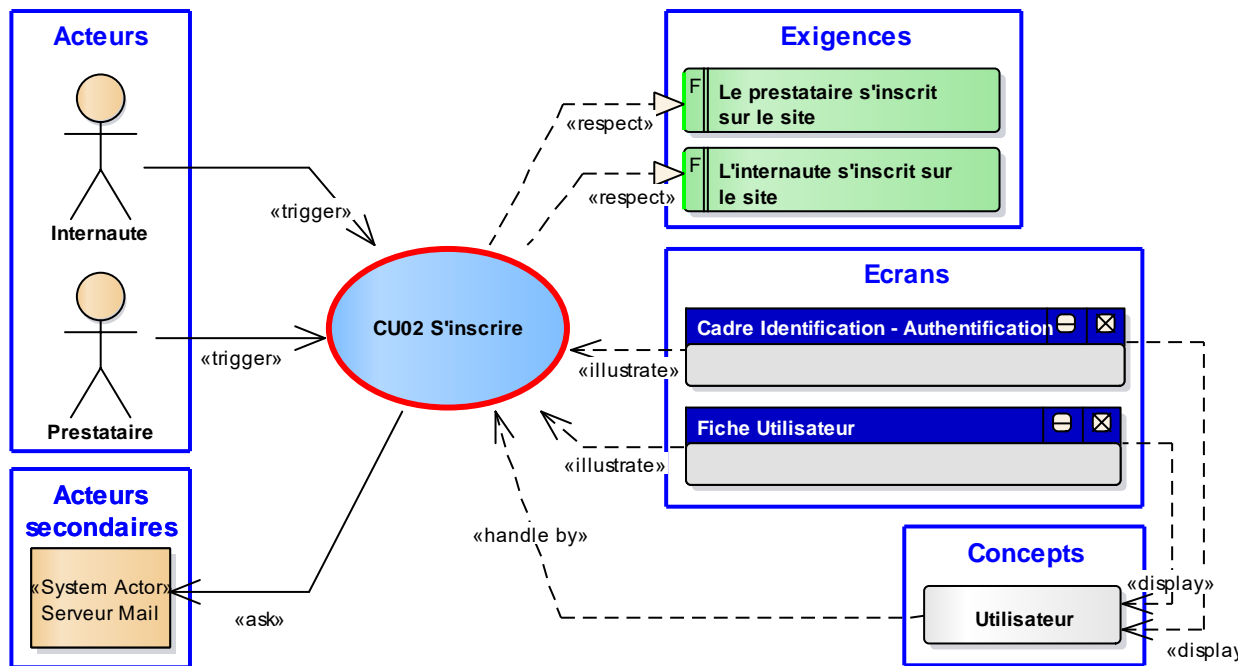 Acteurs
Internaute
Prestataire
Acteurs
secondaires
«System Actor»
Serveur Mail
«trigger»
«trigger»
«ask»
CU02 S'inscrire
«respect»
«respect»
«illustrate»
«illustrate»
«handle by»
Exigences
F
Le prestataire s'inscrit
sur le site
F
L'internaute s'inscrit sur
le site
Ecrans
Cadre Identification - Authentification
Fiche Utilisateur
Concepts
Utilisateur
«display»
«display